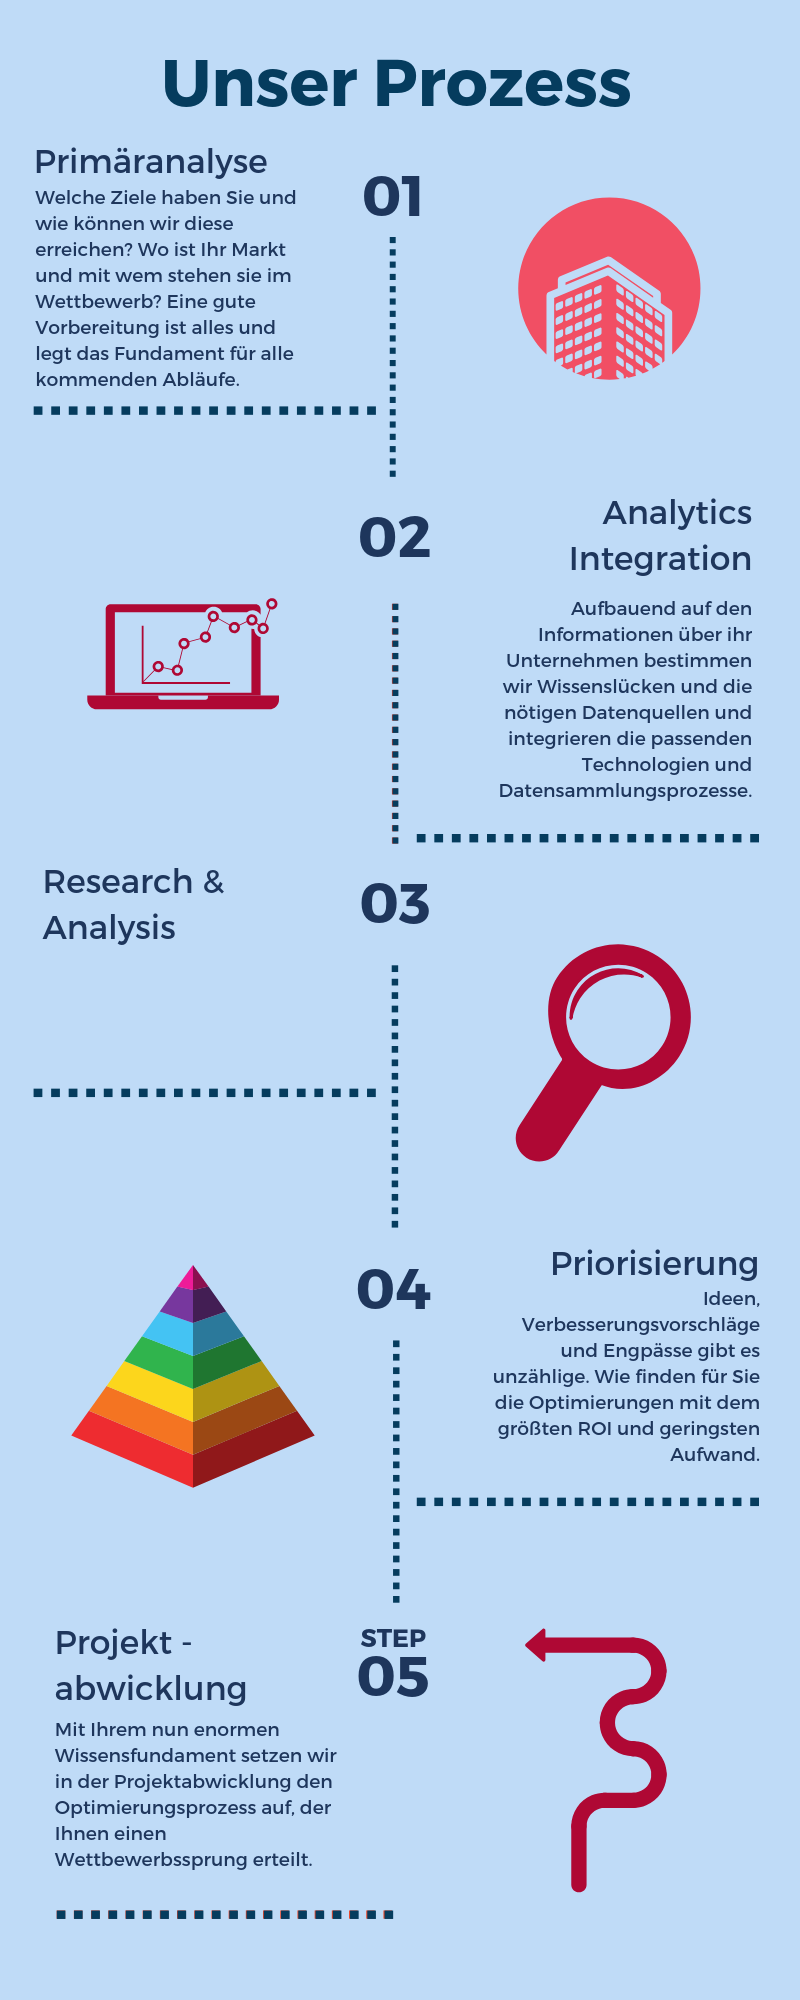 Unser Prozess
Primäranalyse
Welche Ziele haben Sie und
wie können wir diese
erreichen? Wo ist Ihr Markt
und mit wem stehen sie im
Wettbewerb? Eine gute
Vorbereitung ist alles und
legt das Fundament für alle
kommenden Abläufe.
01
02
Analytics
Integration
Aufbauend auf den
Informationen über ihr
Unternehmen bestimmen
wir Wissenslücken und die
nötigen Datenquellen und
integrieren die passenden
Technologien und
Datensammlungsprozesse.
Research &
Analysis
03
04
Priorisierung
Ideen,
Verbesserungsvorschläge
und Engpässe gibt es
unzählige. Wie finden für Sie
die Optimierungen mit dem
größten ROI und geringsten
Aufwand.
Projekt -
abwicklung
Mit Ihrem nun enormen
Wissensfundament setzen wir
in der Projektabwicklung den
Optimierungsprozess auf, der
Ihnen einen
Wettbewerbssprung erteilt.
STEP
05